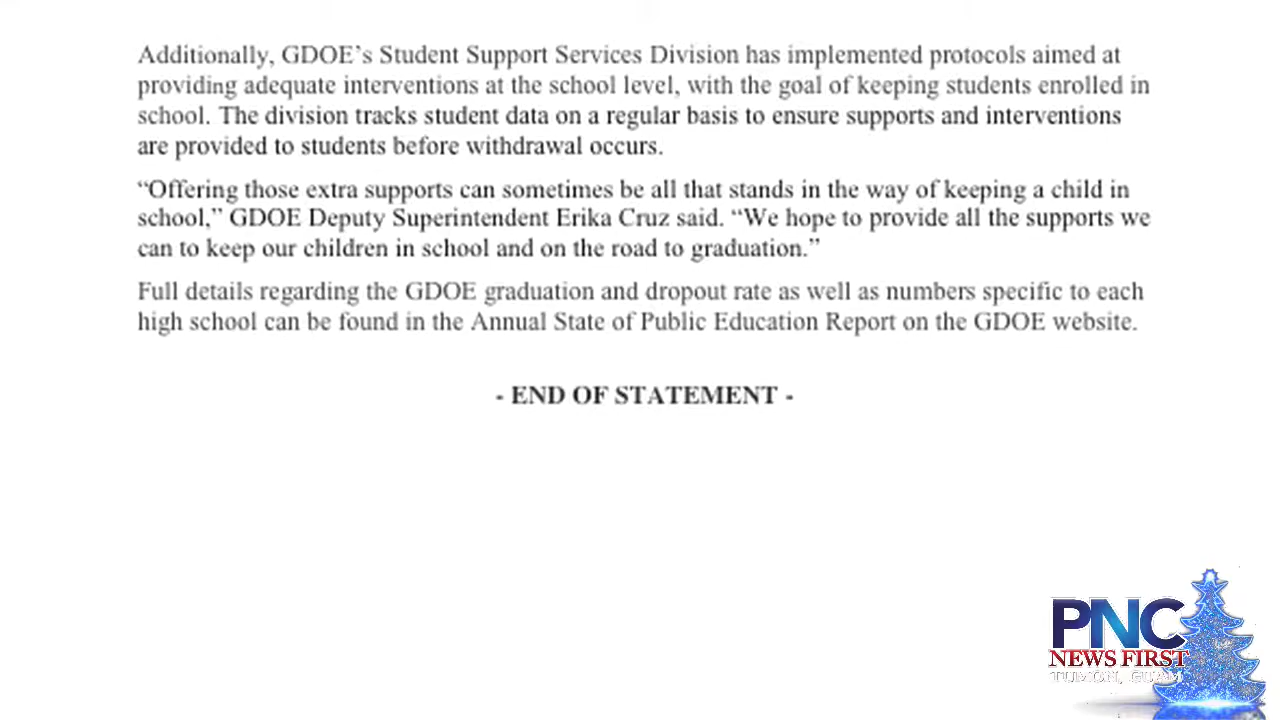 Additionally, GDOE’s Student Support Services Division has implemented protocols aimed at
providing adequate interventions at the school level, with the goal of keeping students enrolled in
school. The division tracks student data on a regular basis to ensure supports and interventions
are provided to students before withdrawal occurs.
“Offering those extra supports can sometimes be all that stands in the way of keeping a child in
school,” GDOE Deputy Superintendent Erika Cruz said. “We hope to provide all the supports we
can to keep our children in school and on the road to graduation.”
Full details regarding the GDOE graduation and dropout rate as well as numbers specific to each
high school can be found in the Annual State of Public Education Report on the GDOE website.
- END OF STATEMENT -
PNC
NEWS FIRST
TUMON, GUAM